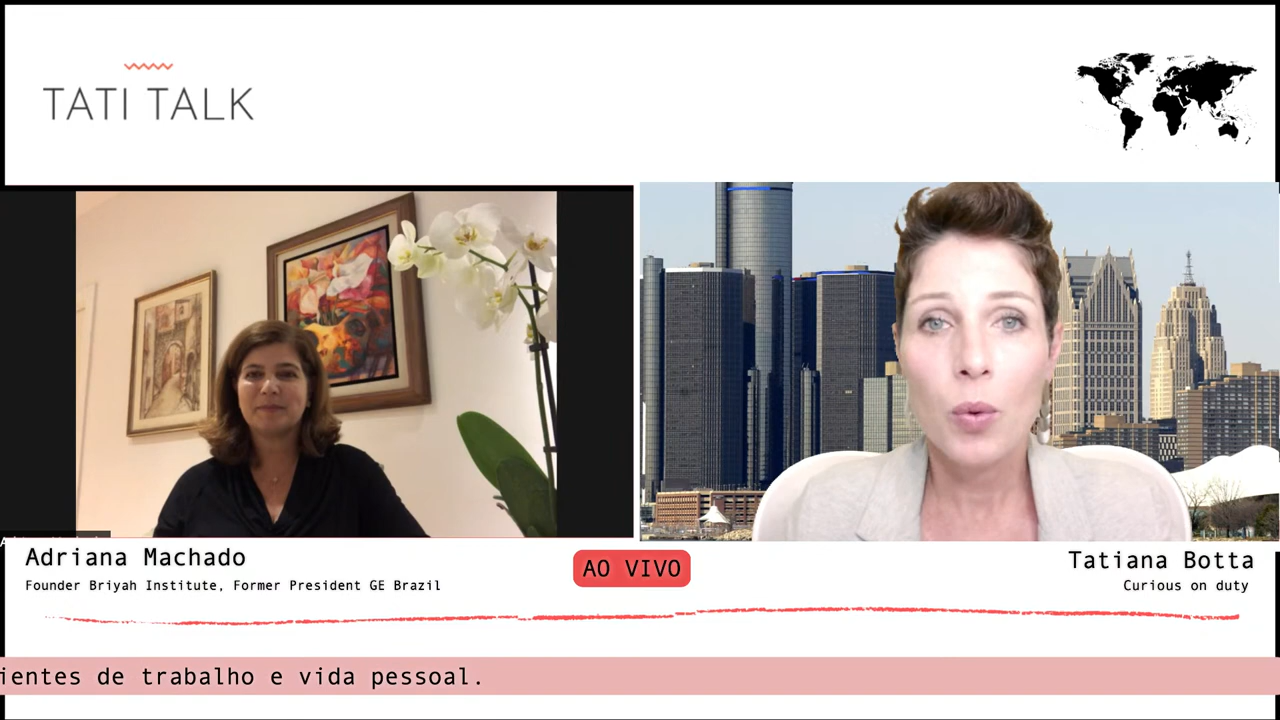 TATI TALK
Adriana Machado
Founder Briyah Institute, Former President GE Brazil
AO VIVO
Tatiana Botta
Curious on duty
ientes de trabalho e vida pessoal.